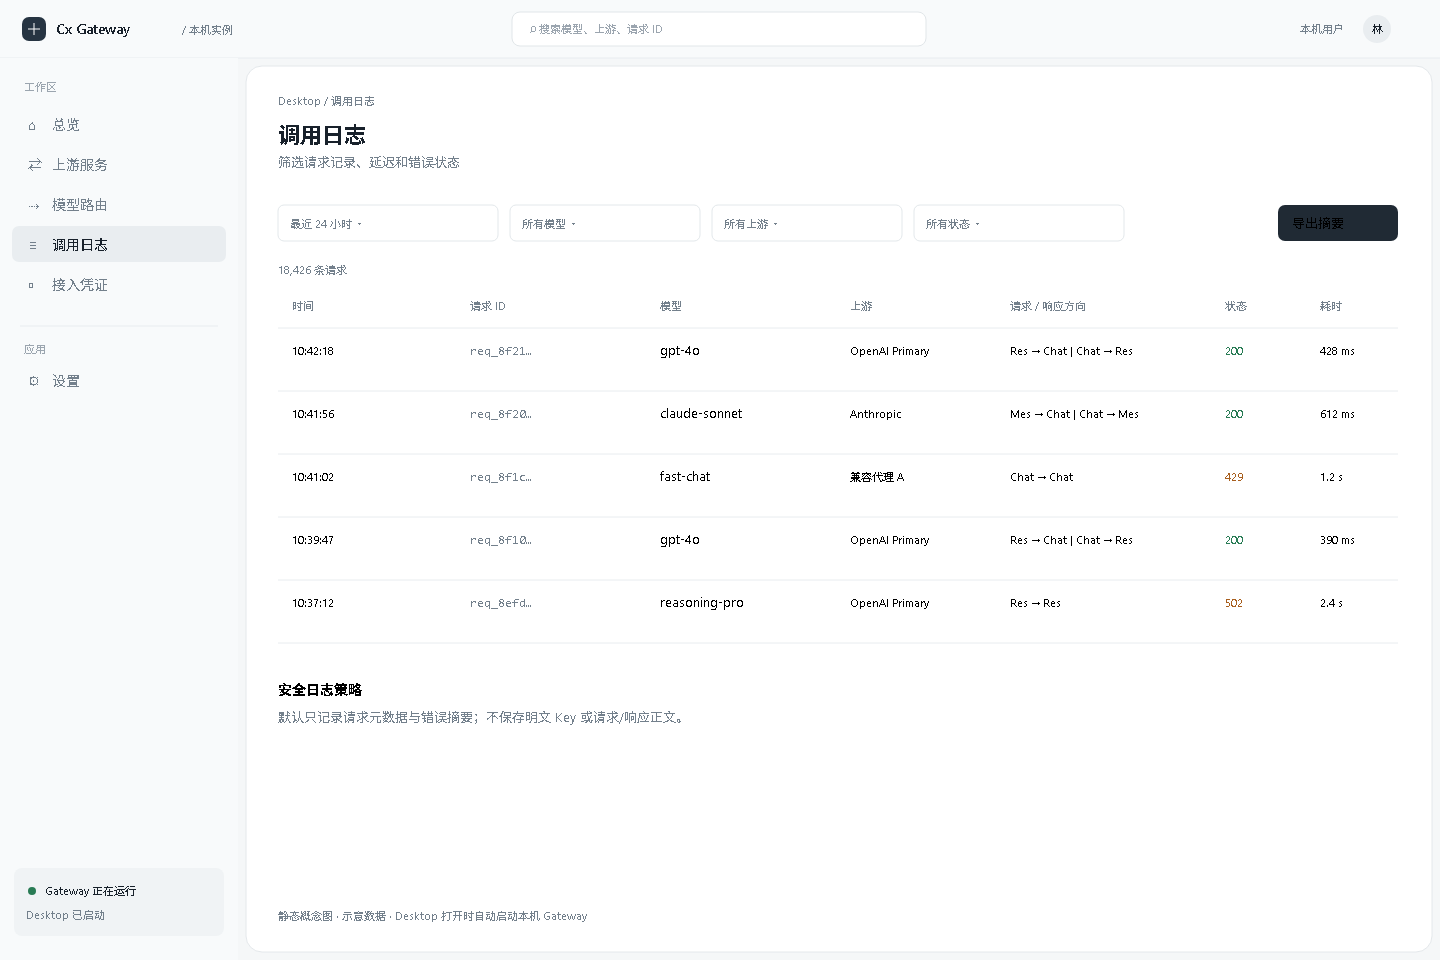 Cx Gateway / 本机实例
搜索模型、上游、请求 ID
本机用户 林
工作区
总览
上游服务
模型路由
调用日志
接入凭证
应用
设置
Gateway 正在运行
Desktop 已启动
Desktop / 调用日志
调用日志
筛选请求记录、延迟和错误状态
最近 24 小时 所有模型 所有上游 所有状态 导出摘要
18,426 条请求
时间 请求 ID 模型 上游 请求 / 响应方向 状态 耗时
10:42:18 req_8f21… gpt-4o OpenAI Primary Res → Chat | Chat → Res 200 428 ms
10:41:56 req_8f20… claude-sonnet Anthropic Mes → Chat | Chat → Mes 200 612 ms
10:41:02 req_8f1c… fast-chat 兼容代理 A Chat → Chat 429 1.2 s
10:39:47 req_8f10… gpt-4o OpenAI Primary Res → Chat | Chat → Res 200 390 ms
10:37:12 req_8efd… reasoning-pro OpenAI Primary Res → Res 502 2.4 s
安全日志策略
默认只记录请求元数据与错误摘要；不保存明文 Key 或请求/响应正文。
静态概念图 · 示意数据 · Desktop 打开时自动启动本机 Gateway